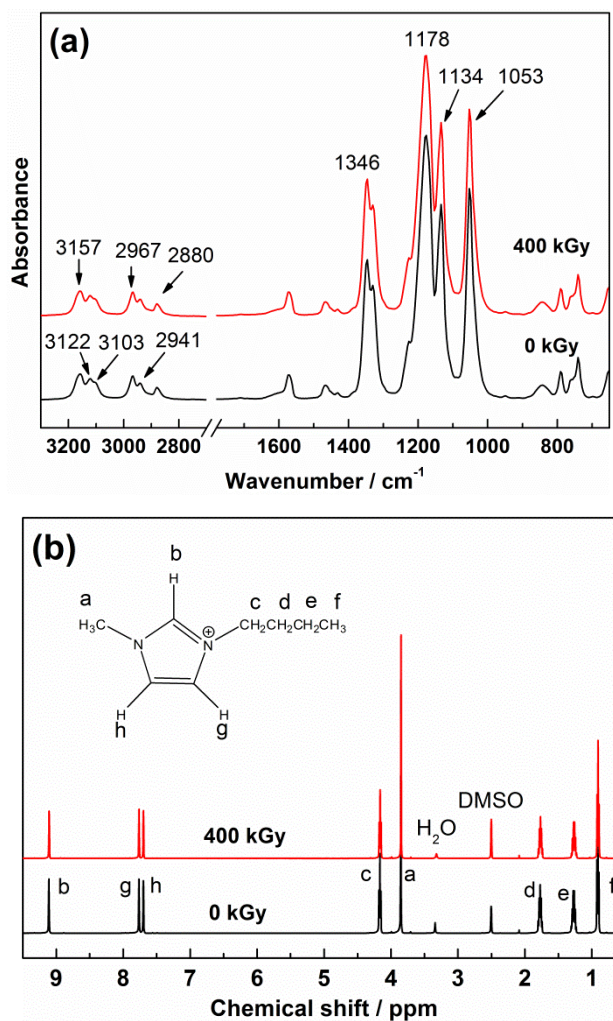 (a)
1178
1134
1053
1346
3157
2967
2880
400 kGy
3122
3103
2941
0 kGy
Absorbance
3200 3000 2800 1600 1400 1200 1000 800
Wavenumber / cm⁻¹
(b)
b
H
a
c d e f
H₃C
CH₂CH₂CH₂CH₃
N
N
⊕
H
H
h
g
DMSO
H₂O
400 kGy
b
g
h
c
a
d
e
f
0 kGy
9 8 7 6 5 4 3 2 1
Chemical shift / ppm